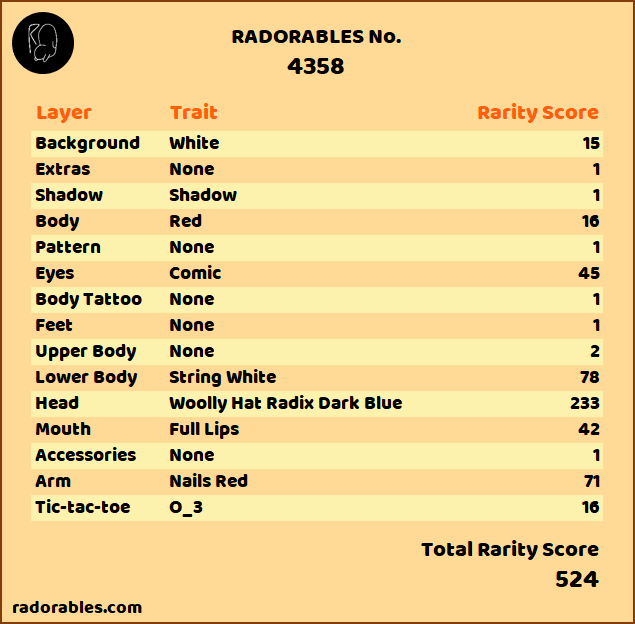 RADORABLES No.
4358
Layer Trait Rarity Score
Background White 15
Extras None 1
Shadow Shadow 1
Body Red 16
Pattern None 1
Eyes Comic 45
Body Tattoo None 1
Feet None 1
Upper Body None 2
Lower Body String White 78
Head Woolly Hat Radix Dark Blue 233
Mouth Full Lips 42
Accessories None 1
Arm Nails Red 71
Tic-tac-toe O_3 16
Total Rarity Score
524
radorables.com